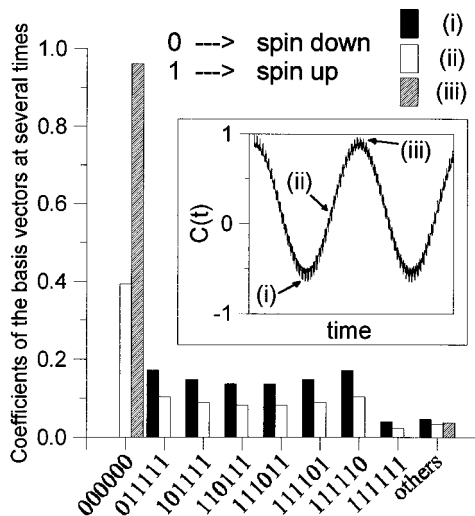 0 ---> spin down
1 ---> spin up
(i)
(ii)
(iii)
Coefficients of the basis vectors at several times
1.0
0.8
0.6
0.4
0.2
0.0
1
0
-1
C(t)
time
(i)
(ii)
(iii)
000000
011111
101111
110111
111011
111101
111110
111111
others